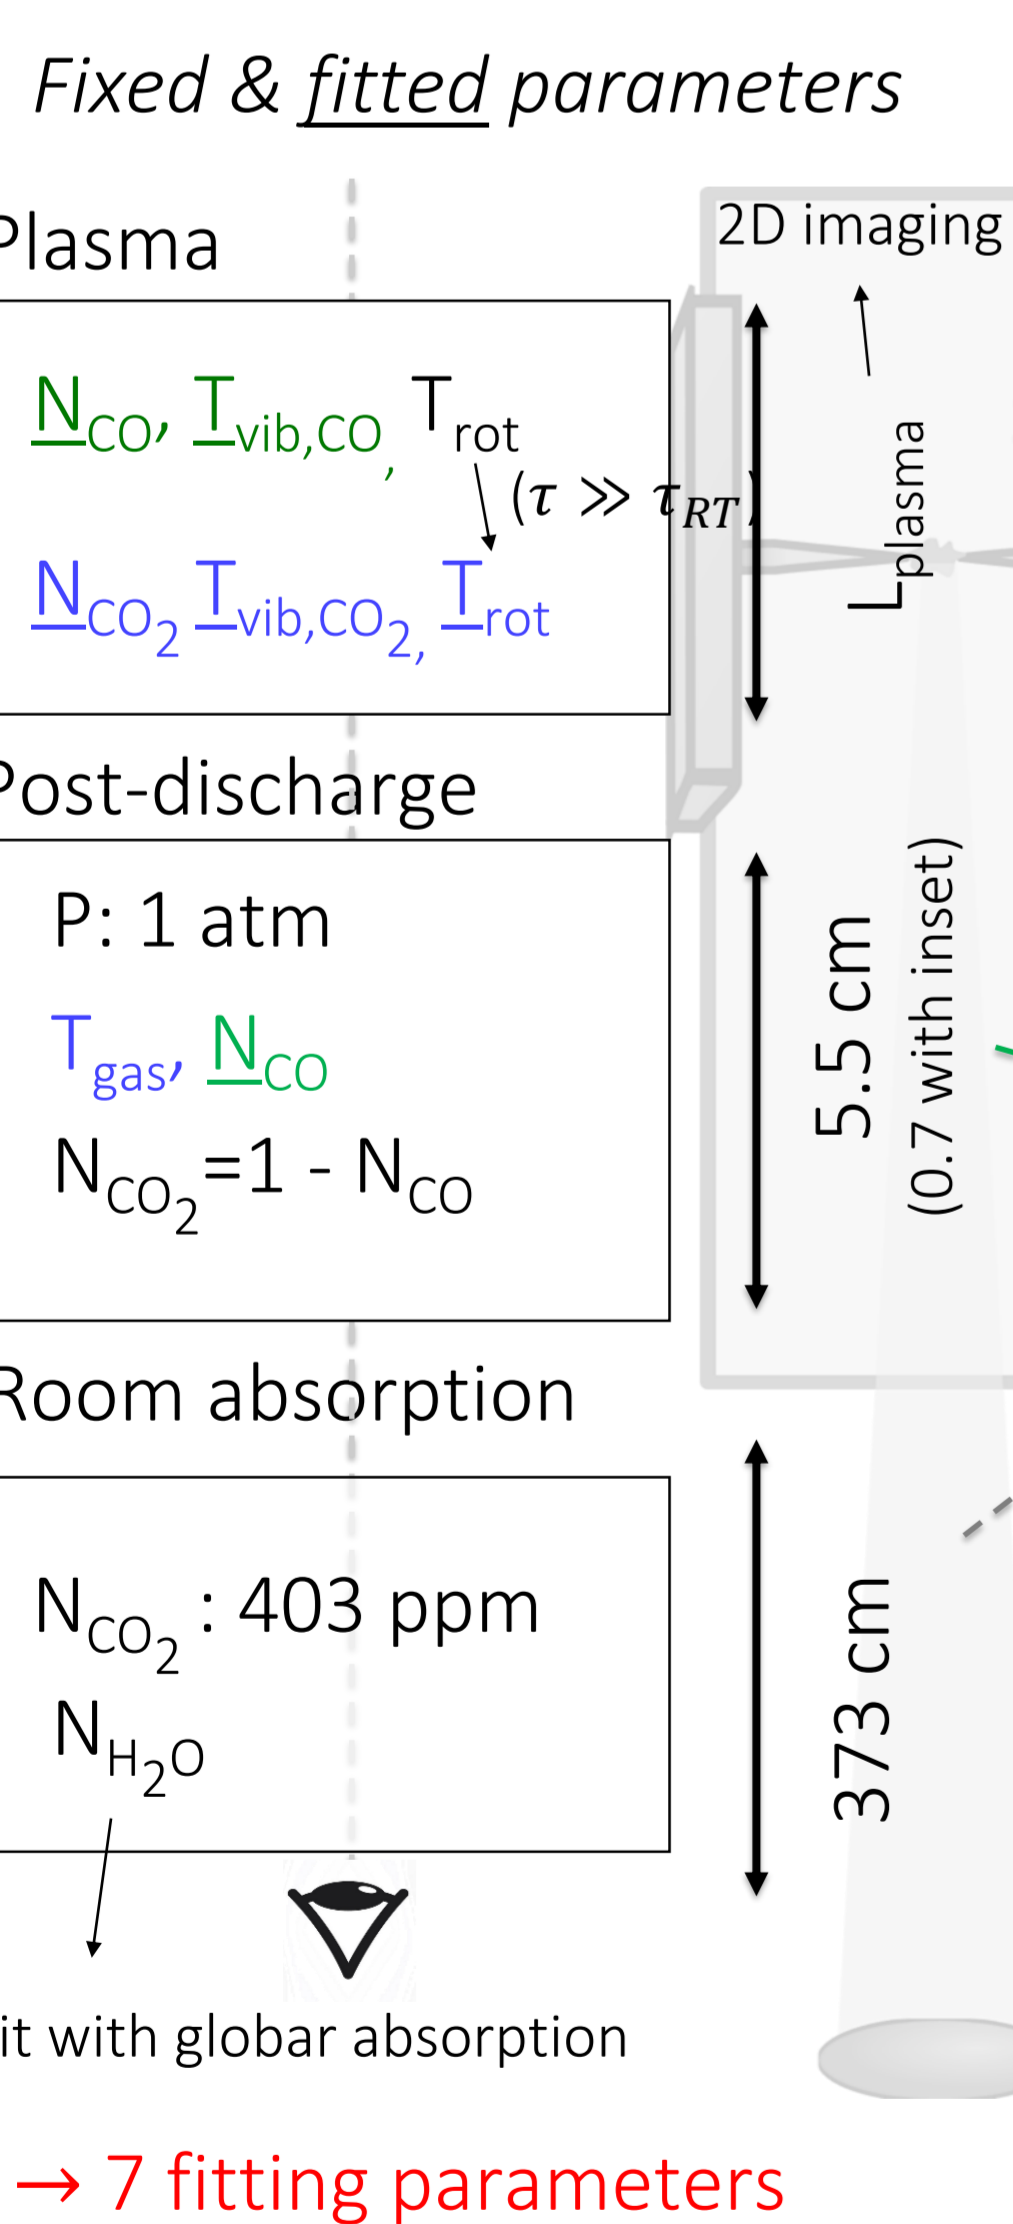 Fixed & fitted parameters
Plasma
2D imaging
N_CO, T_vib,CO, T_rot
(τ ≫ τ_RT)
N_CO₂ T_vib,CO₂, T_rot
L_plasma
Post-discharge
P: 1 atm
T_gas, N_CO
N_CO₂ =1 - N_CO
5.5 cm
(0.7 with inset)
Room absorption
N_CO₂ : 403 ppm
N_H₂O
373 cm
it with globar absorption
→ 7 fitting parameters